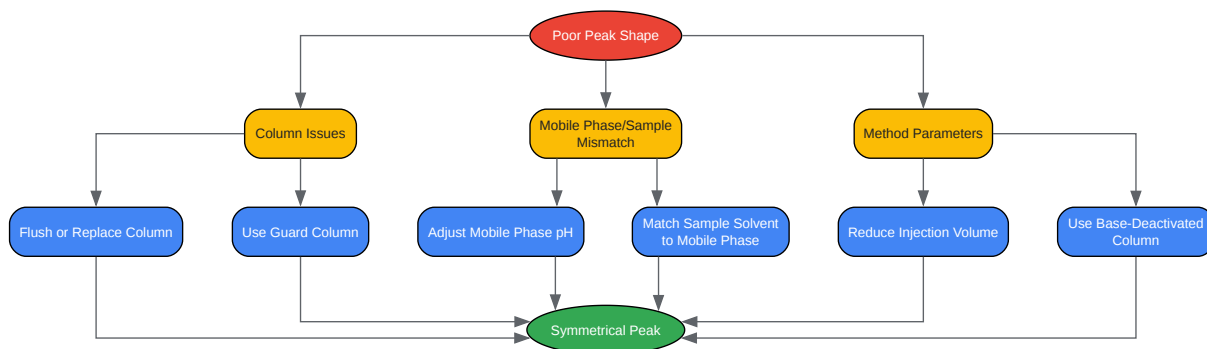 Poor Peak Shape
Column Issues
Mobile Phase/Sample
Mismatch
Method Parameters
Flush or Replace Column
Use Guard Column
Adjust Mobile Phase pH
Match Sample Solvent
to Mobile Phase
Reduce Injection Volume
Use Base-Deactivated
Column
Symmetrical Peak